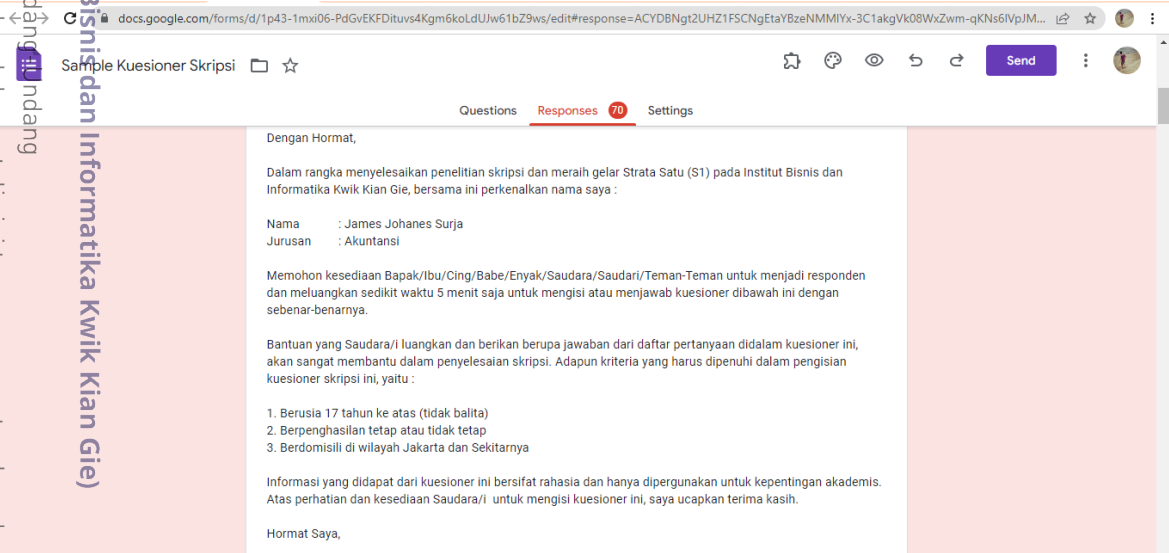 docs.google.com/forms/d/1p43-1mxi06-PdGvEKFDituvs4Kgm6koLdUJw61bZ9ws/edit#response=ACYDBNgt2UHZ1FSCNgEtaYBzeNMMIYx-3C1akgVk08WxZwm-qKNs6IVpJM...
Sample Kuesioner Skripsi
Send
Questions Responses 70 Settings
Dengan Hormat,
Dalam rangka menyelesaikan penelitian skripsi dan meraih gelar Strata Satu (S1) pada Institut Bisnis dan
Informatika Kwik Kian Gie, bersama ini perkenalkan nama saya :
Nama : James Johanes Surja
Jurusan : Akuntansi
Memohon kesediaan Bapak/Ibu/Cing/Babe/Enyak/Saudara/Saudari/Teman-Teman untuk menjadi responden
dan meluangkan sedikit waktu 5 menit saja untuk mengisi atau menjawab kuesioner dibawah ini dengan
sebenar-benarnya.
Bantuan yang Saudara/i luangkan dan berikan berupa jawaban dari daftar pertanyaan didalam kuesioner ini,
akan sangat membantu dalam penyelesaian skripsi. Adapun kriteria yang harus dipenuhi dalam pengisian
kuesioner skripsi ini, yaitu :
1. Berusia 17 tahun ke atas (tidak balita)
2. Berpenghasilan tetap atau tidak tetap
3. Berdomisili di wilayah Jakarta dan Sekitarnya
Informasi yang didapat dari kuesioner ini bersifat rahasia dan hanya dipergunakan untuk kepentingan akademis.
Atas perhatian dan kesediaan Saudara/i untuk mengisi kuesioner ini, saya ucapkan terima kasih.
Hormat Saya,
Bisnis dan Informatika Kwik Kian Gie)
dang-Undang